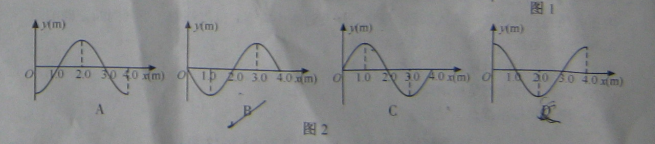 图1
y(m) y(m) y(m) y(m)
O 1.0 2.0 3.0 4.0 x(m) O 1.0 2.0 3.0 4.0 x(m) O 1.0 2.0 3.0 4.0 x(m) O 1.0 2.0 3.0 4.0 x(m)
A B C D
图2